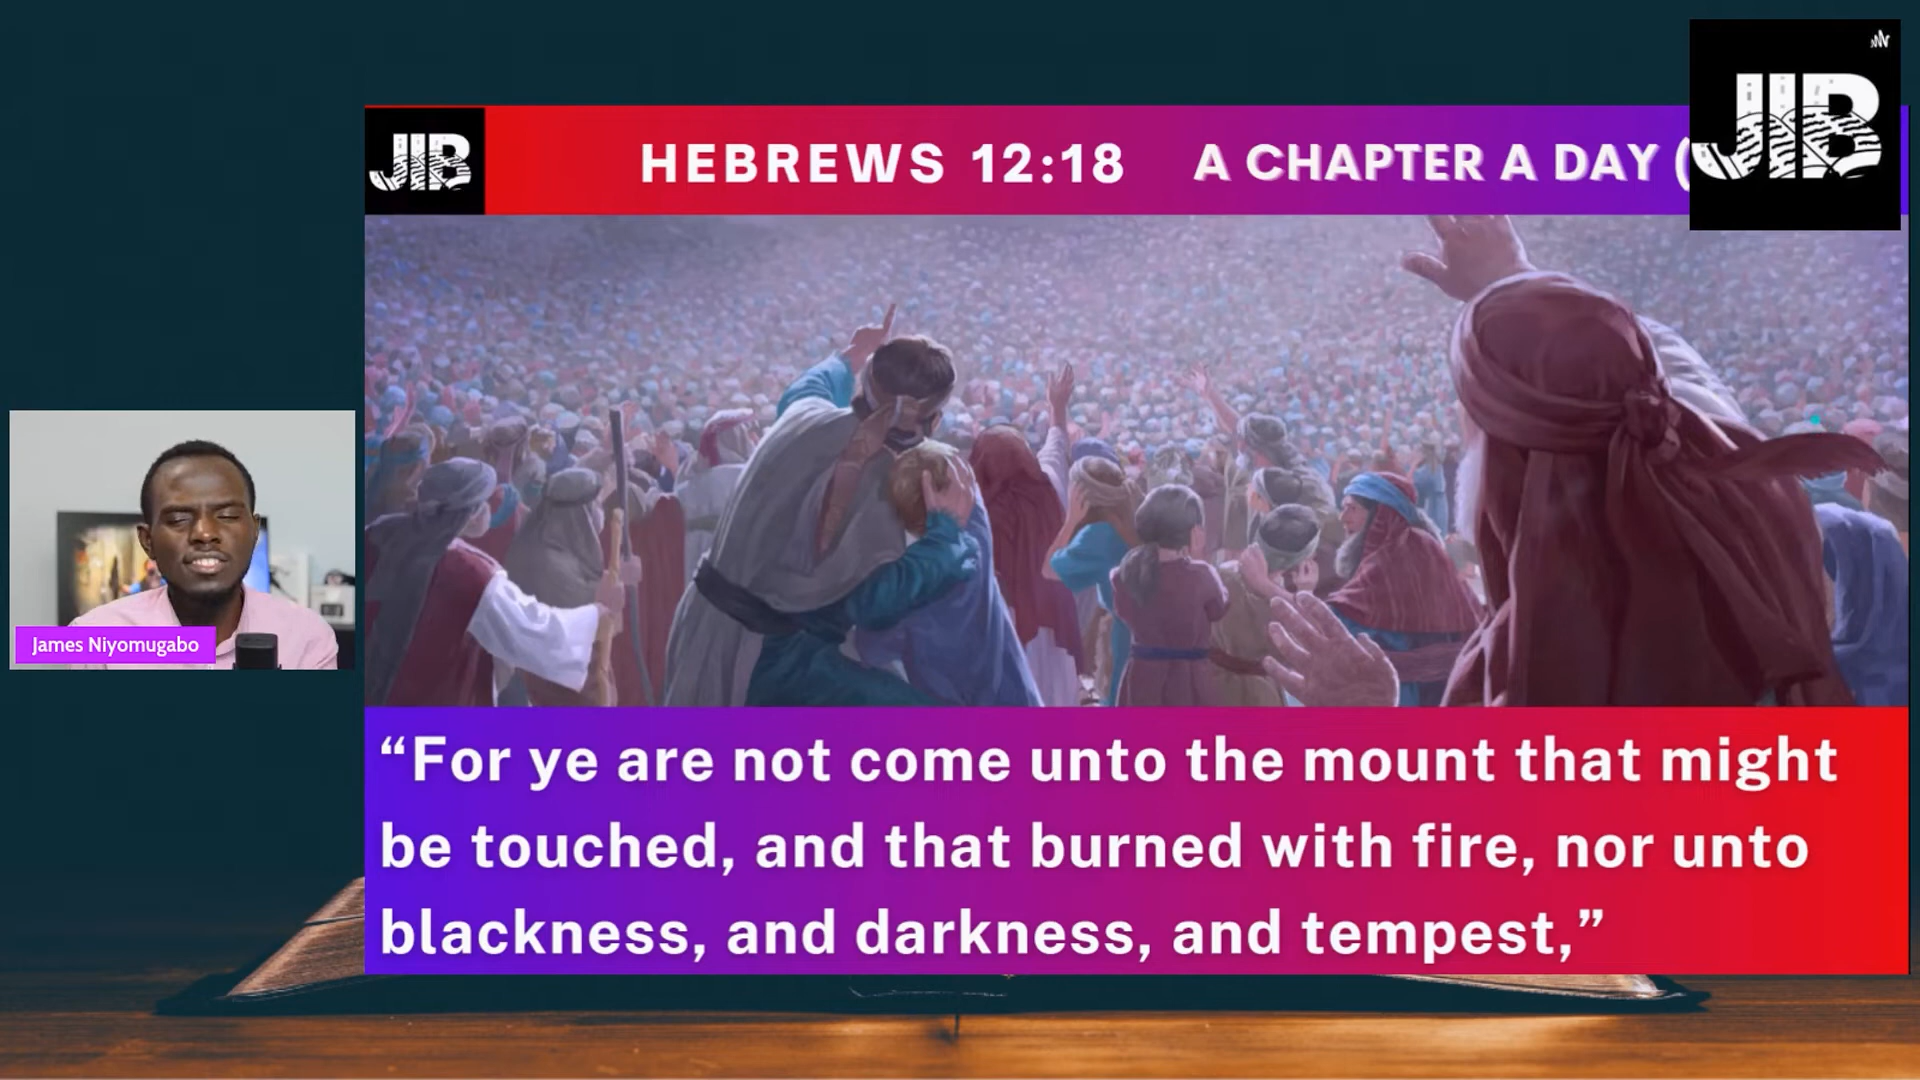 JIB
HEBREWS 12:18
A CHAPTER A DAY (
JIB
James Niyomugabo
“For ye are not come unto the mount that might
be touched, and that burned with fire, nor unto
blackness, and darkness, and tempest,”